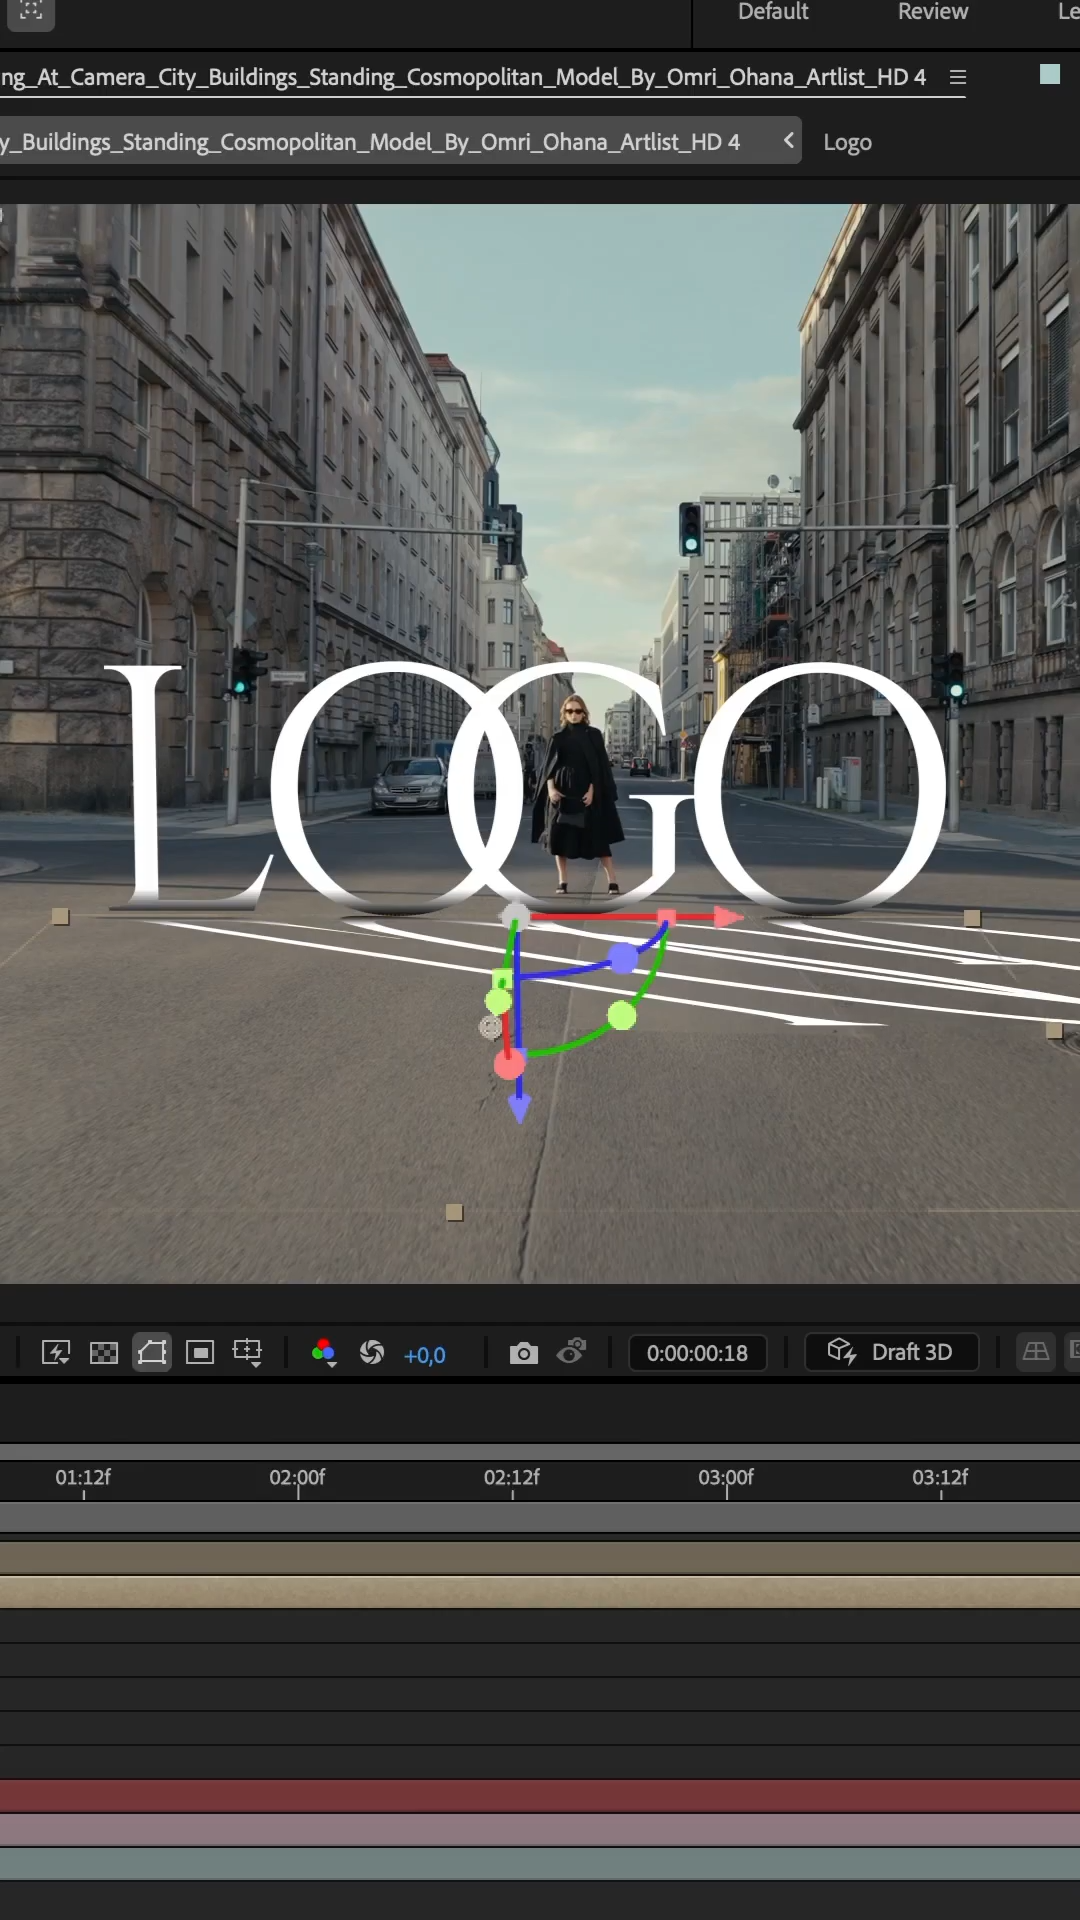 Default Review Le
ng_At_Camera_City_Buildings_Standing_Cosmopolitan_Model_By_Omri_Ohana_Artlist_HD 4
y_Buildings_Standing_Cosmopolitan_Model_By_Omri_Ohana_Artlist_HD 4 Logo
LOGO
+0,0 0:00:00:18 Draft 3D
01:12f 02:00f 02:12f 03:00f 03:12f